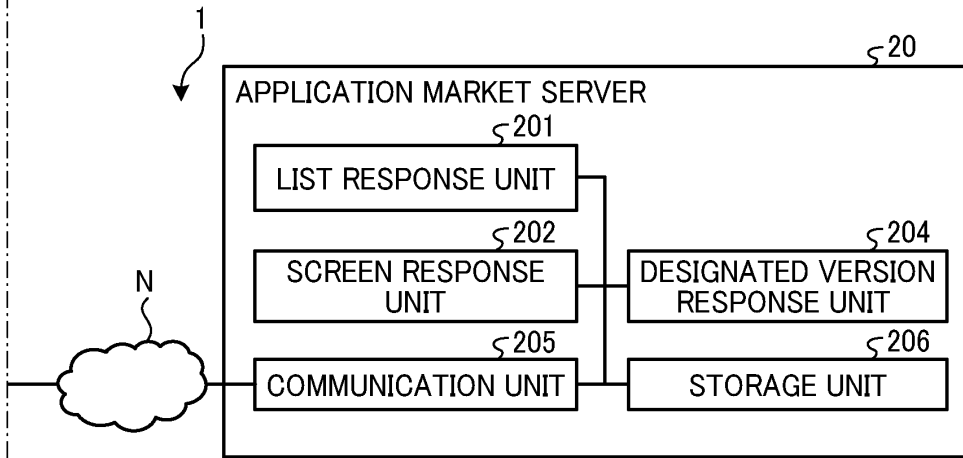 1
20
APPLICATION MARKET SERVER
201
LIST RESPONSE UNIT
202
SCREEN RESPONSE
UNIT
204
DESIGNATED VERSION
RESPONSE UNIT
N
205
COMMUNICATION UNIT
206
STORAGE UNIT